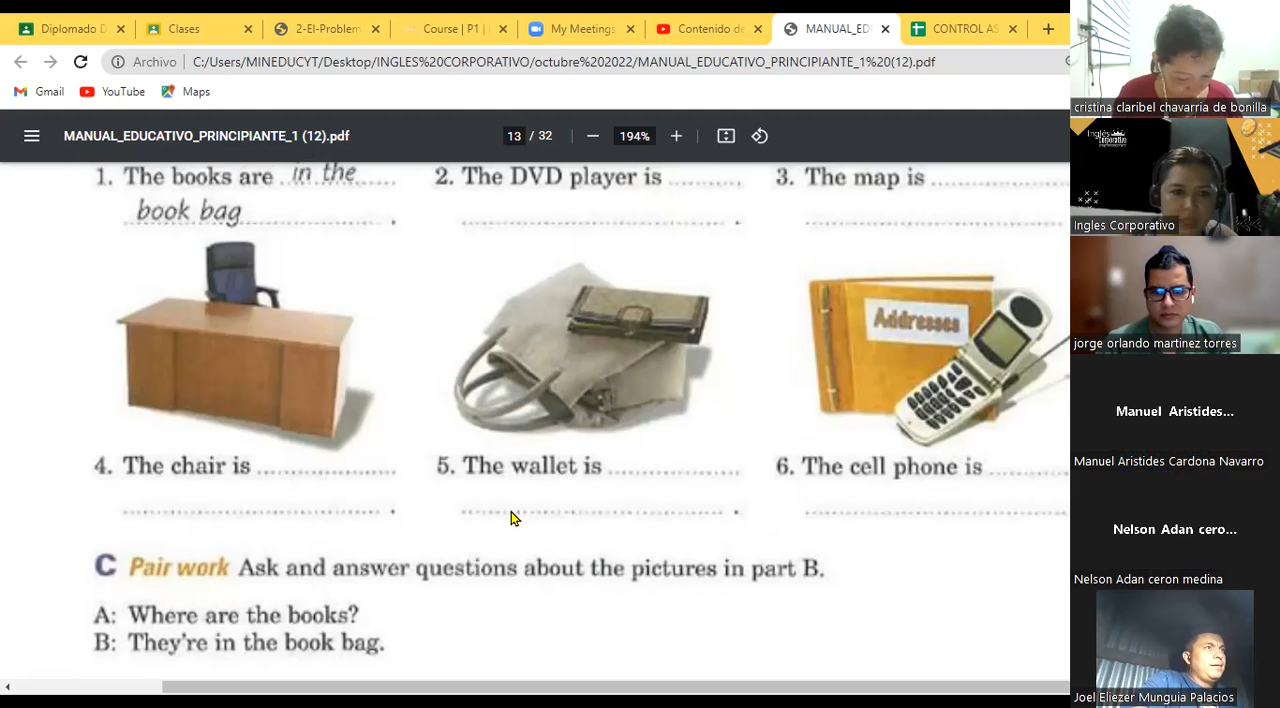 Diplomado D
Clases
2-El-Problem
Course | P1 |
My Meetings
Contenido de
MANUAL_ED
CONTROL AS
Archivo
C:/Users/MINEDUCYT/Desktop/INGLES%20CORPORATIVO/octubre%202022/MANUAL_EDUCATIVO_PRINCIPIANTE_1%20(12).pdf
Gmail
YouTube
Maps
MANUAL_EDUCATIVO_PRINCIPIANTE_1 (12).pdf
13 / 32
194%
1. The books are in the
book bag .
2. The DVD player is
3. The map is
Addresses
4. The chair is
5. The wallet is
6. The cell phone is
C Pair work Ask and answer questions about the pictures in part B.
A: Where are the books?
B: They're in the book bag.
cristina claribel chavarria de bonilla
Inglés
Corporativo
Ingles Corporativo
jorge orlando martinez torres
Manuel Aristides...
Manuel Aristides Cardona Navarro
Nelson Adan cero...
Nelson Adan ceron medina
Joel Eliezer Munguia Palacios